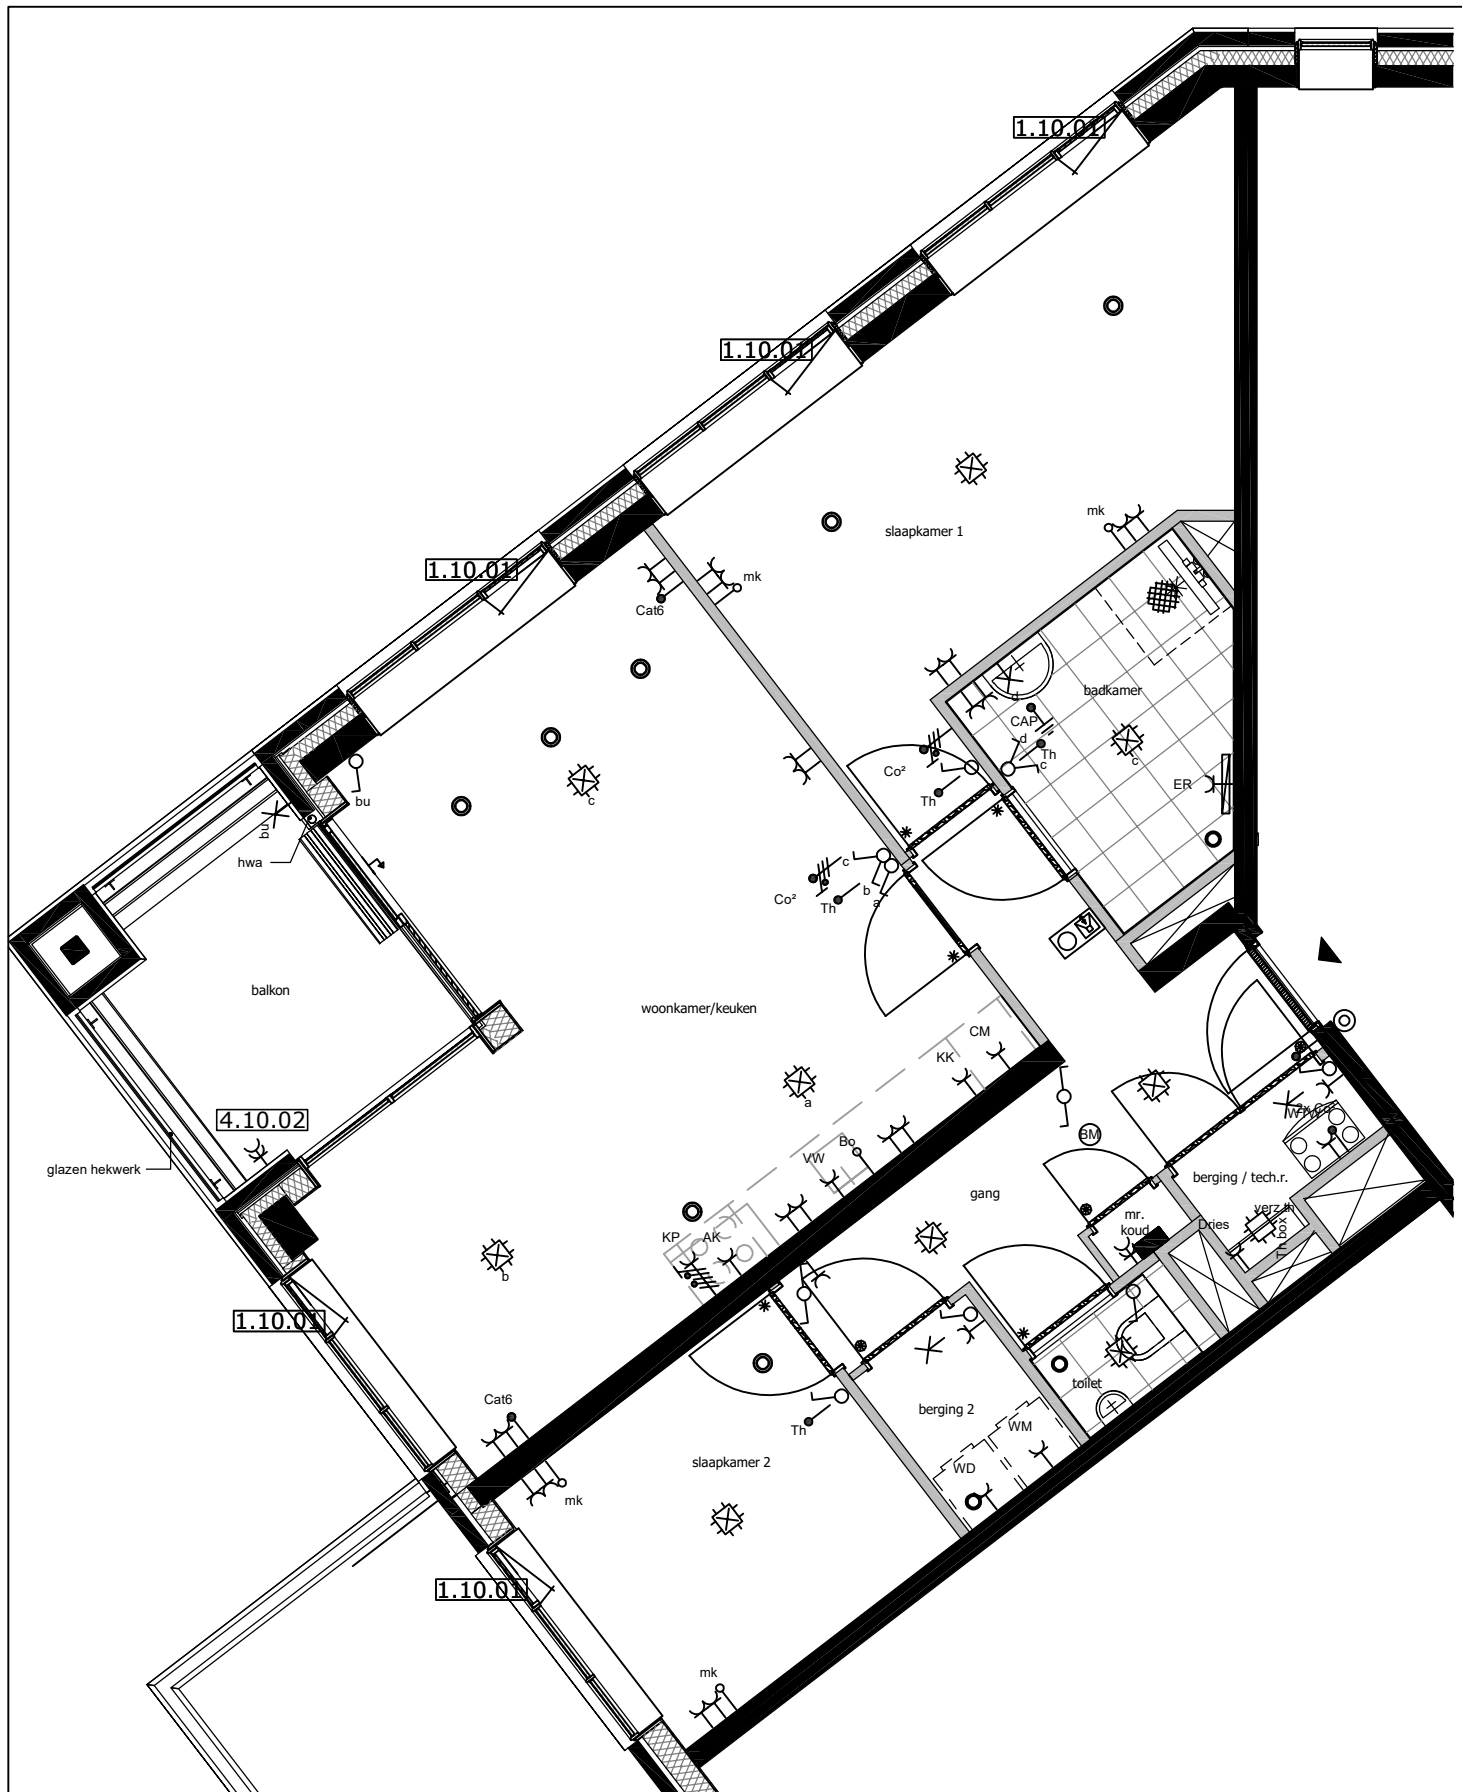 1.10.01
1.10.01
slaapkamer 1
mk
1.10.01
mk
Cat6
badkamer
d
CAP
d
Th
c
c
ER
Co²
Th
bu
bu
hwa
c
c
b
a
Co²
Th
balkon
woonkamer/keuken
CM
KK
a
4.10.02
glazen hekwerk
BM
Bo
VW
berging / tech.r.
gang
mr.
koud
Dries
verz.th
Th box
KP
AK
b
1.10.01
toilet
Cat6
Th
berging 2
WM
slaapkamer 2
WD
mk
1.10.01
mk